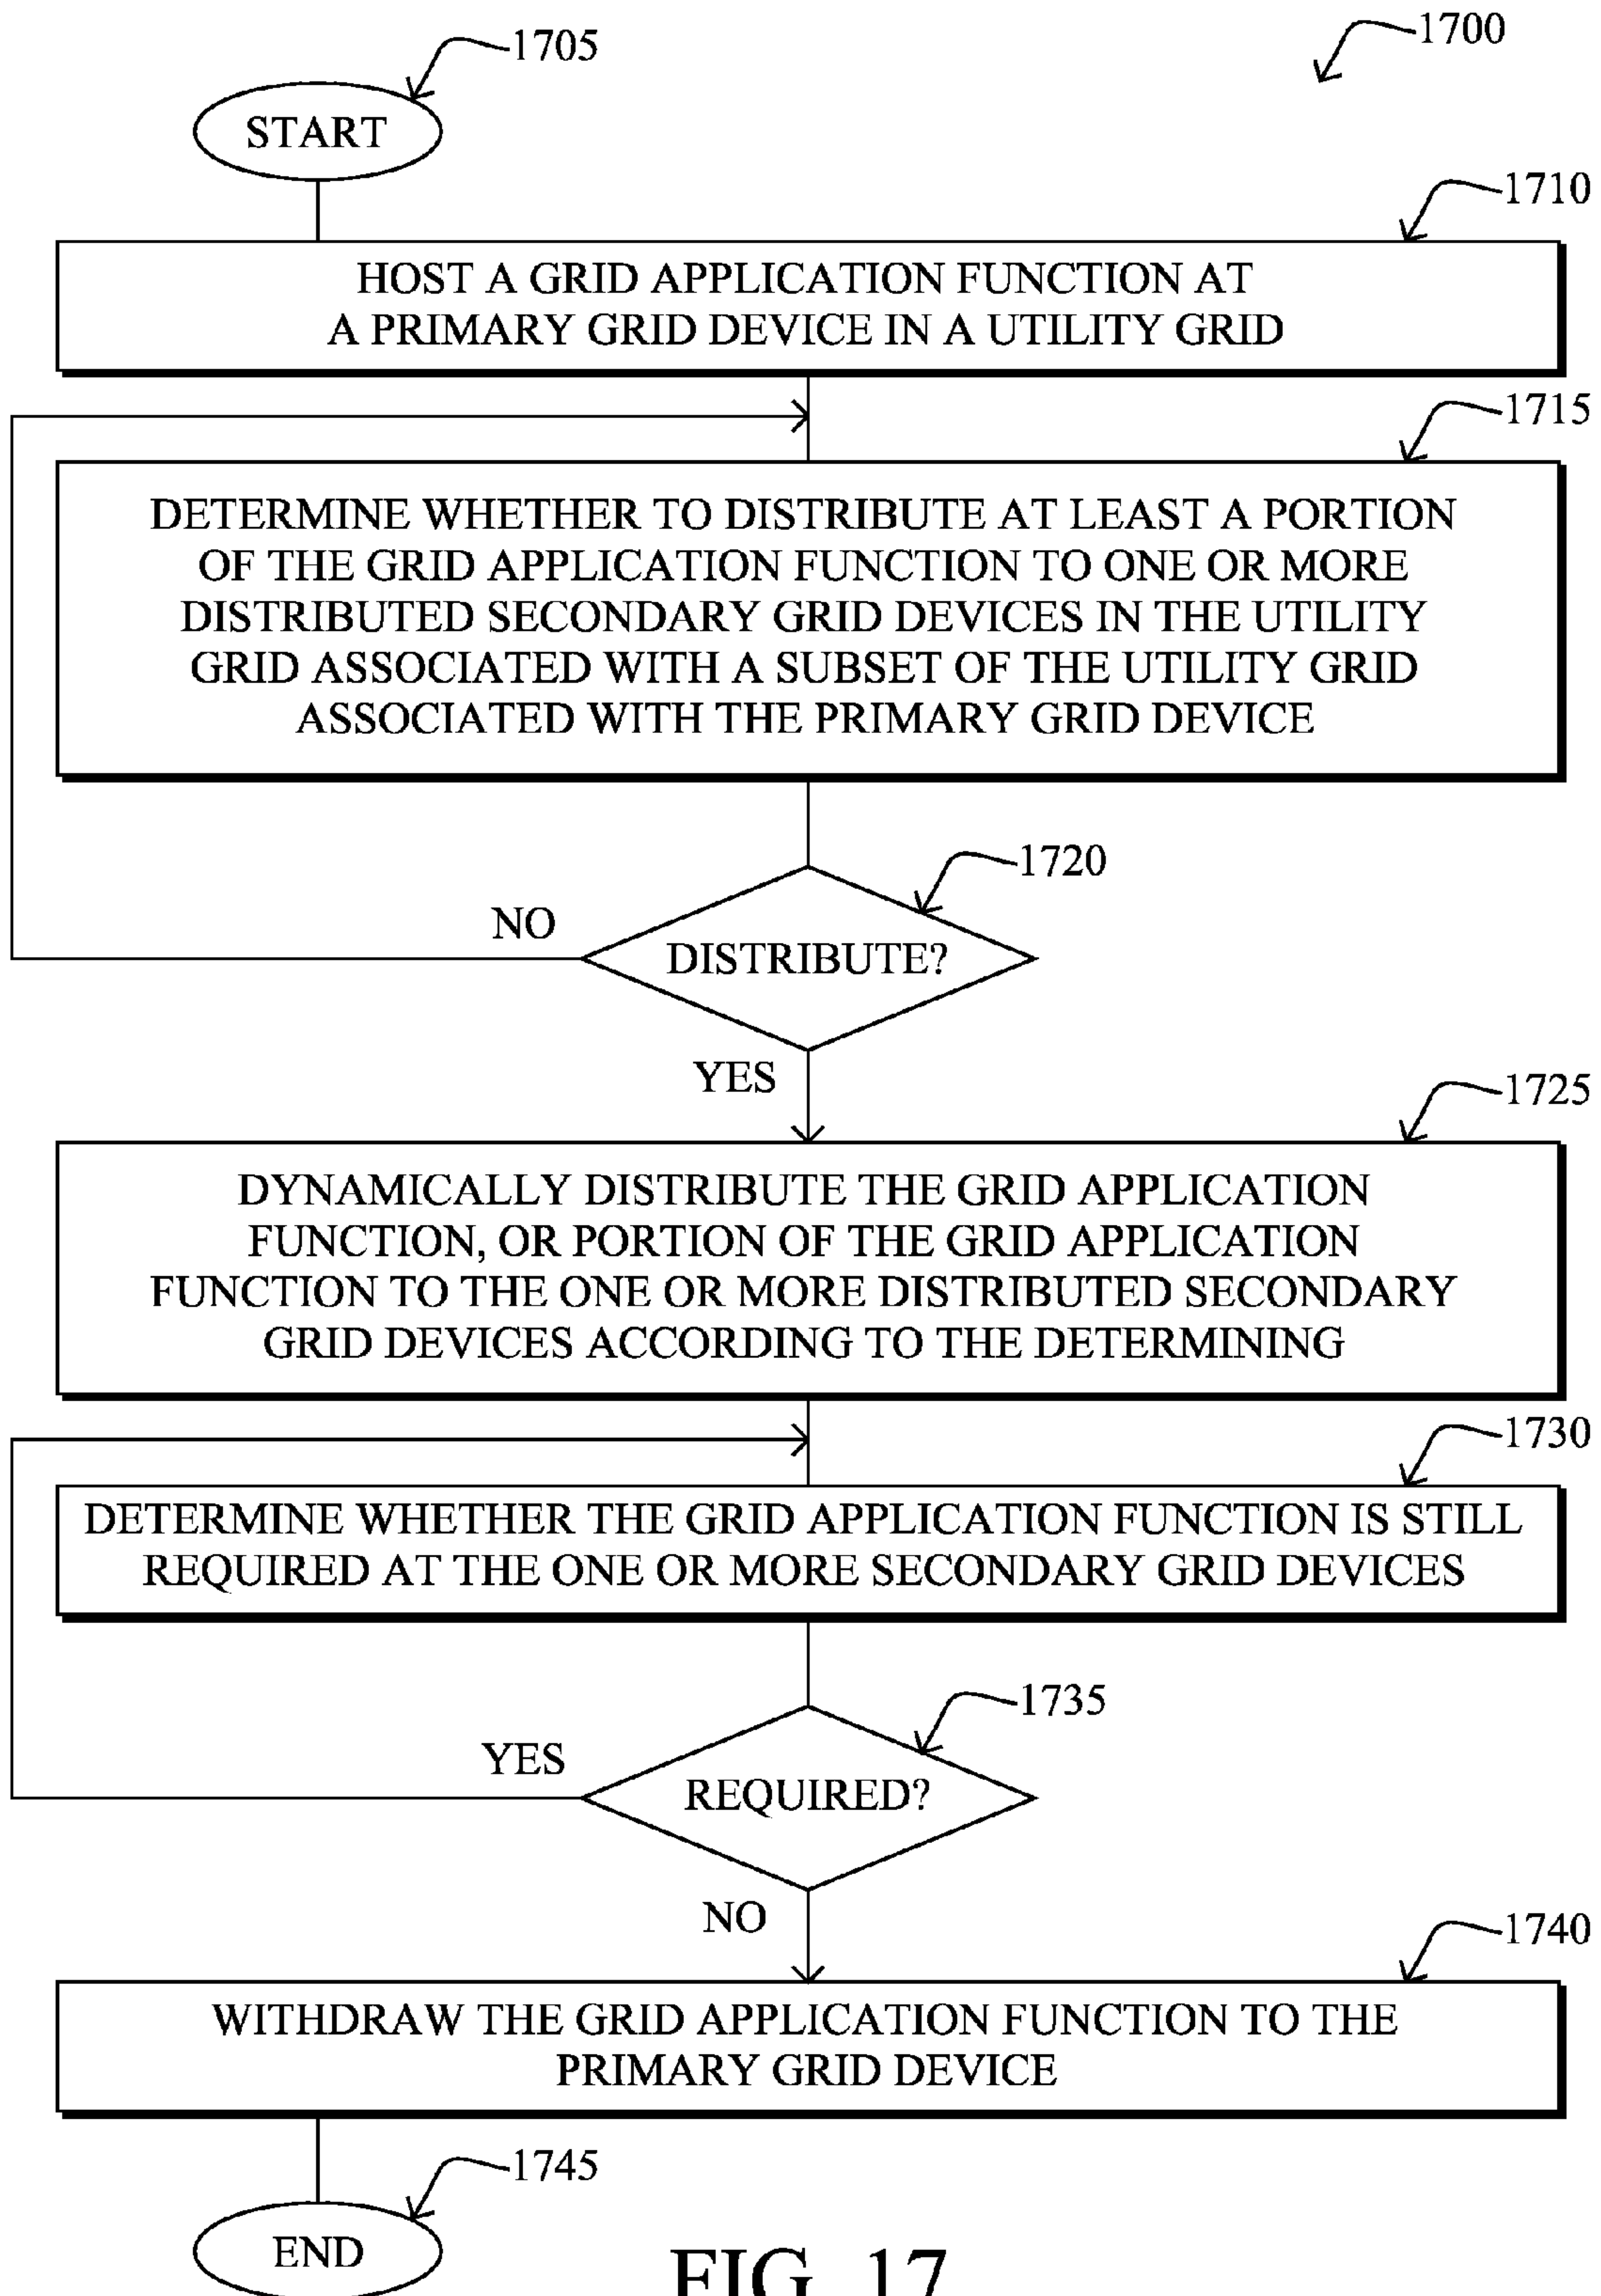 1700
1705
START
1710
HOST A GRID APPLICATION FUNCTION AT
A PRIMARY GRID DEVICE IN A UTILITY GRID
1715
DETERMINE WHETHER TO DISTRIBUTE AT LEAST A PORTION
OF THE GRID APPLICATION FUNCTION TO ONE OR MORE
DISTRIBUTED SECONDARY GRID DEVICES IN THE UTILITY
GRID ASSOCIATED WITH A SUBSET OF THE UTILITY GRID
ASSOCIATED WITH THE PRIMARY GRID DEVICE
1720
NO
DISTRIBUTE?
YES
1725
DYNAMICALLY DISTRIBUTE THE GRID APPLICATION
FUNCTION, OR PORTION OF THE GRID APPLICATION
FUNCTION TO THE ONE OR MORE DISTRIBUTED SECONDARY
GRID DEVICES ACCORDING TO THE DETERMINING
1730
DETERMINE WHETHER THE GRID APPLICATION FUNCTION IS STILL
REQUIRED AT THE ONE OR MORE SECONDARY GRID DEVICES
1735
YES
REQUIRED?
NO
1740
WITHDRAW THE GRID APPLICATION FUNCTION TO THE
PRIMARY GRID DEVICE
1745
END
FIG. 17